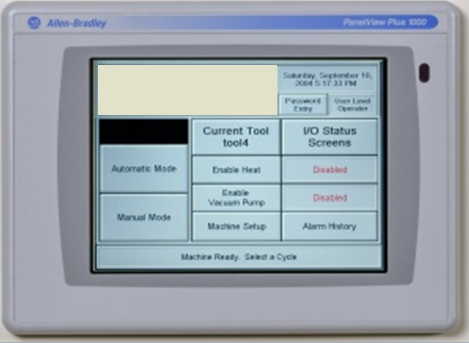 AB Allen-Bradley
PanelView Plus 1000
Saturday, September 18,
2004 5:17:33 PM
Password
Entry
User Level
Operator
Current Tool
tool4
I/O Status
Screens
Automatic Mode
Enable Heat
Disabled
Enable
Vacuum Pump
Disabled
Manual Mode
Machine Setup
Alarm History
Machine Ready. Select a Cycle